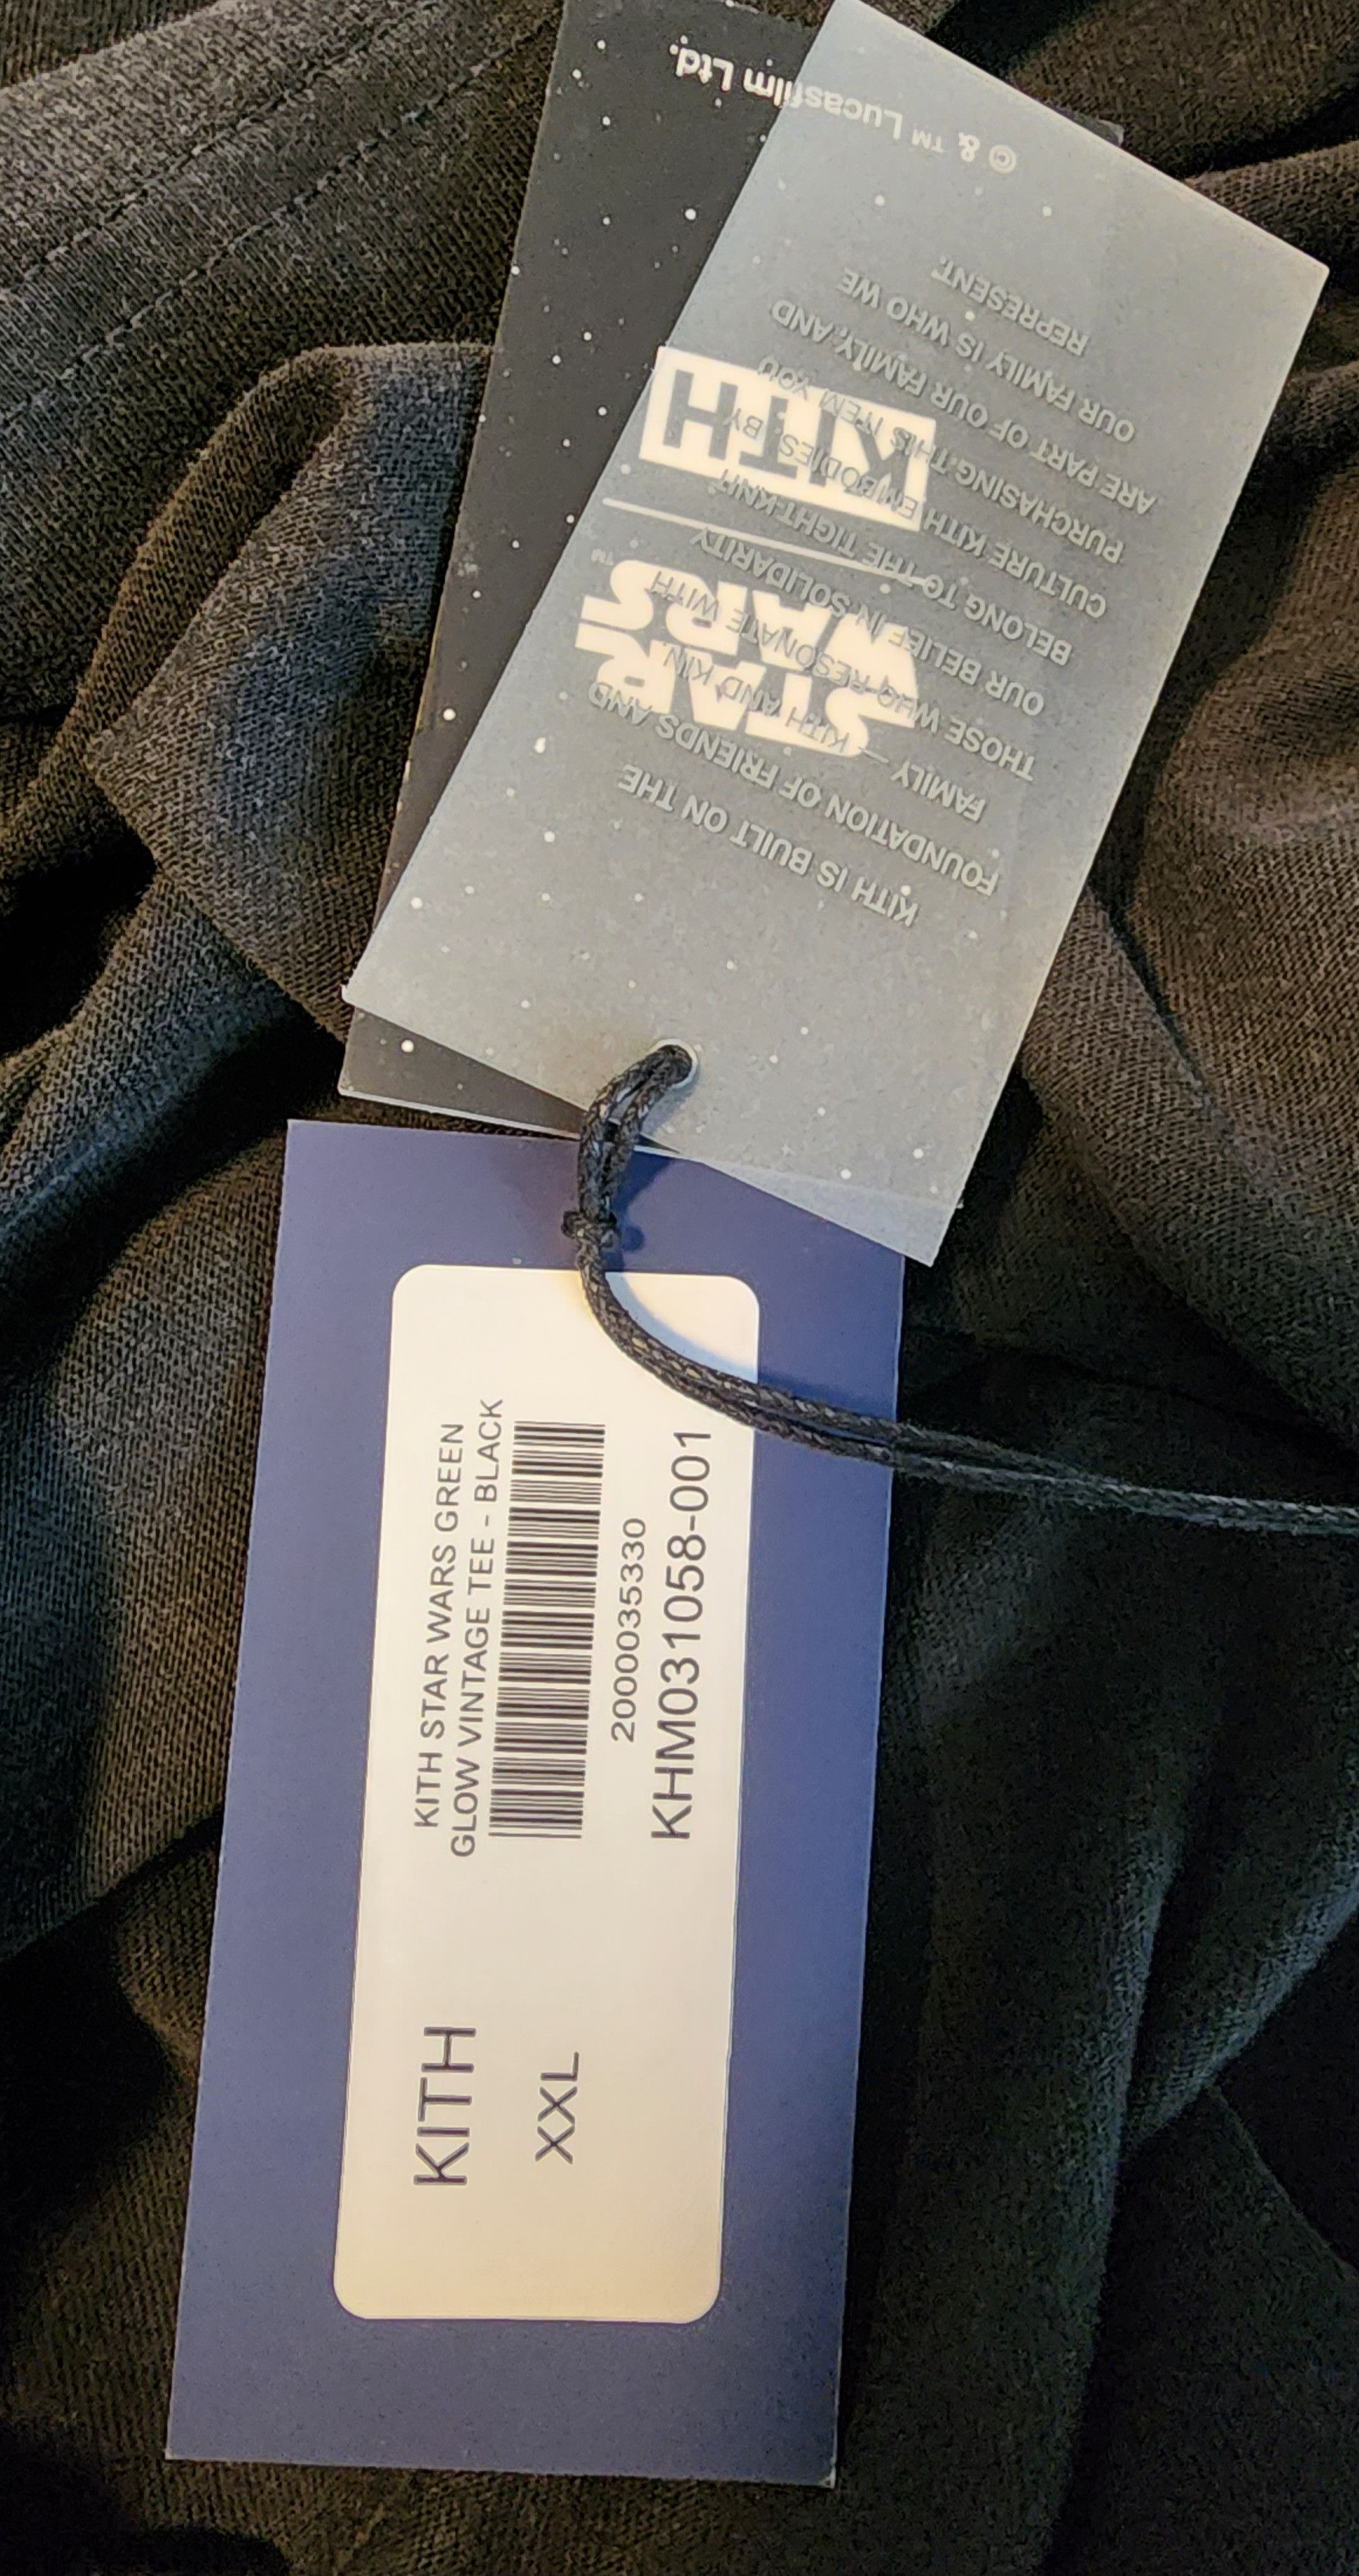 KITH IS BUILT ON THE
FOUNDATION OF FRIENDS AND
FAMILY — KITH AND KIN.
THOSE WHO RESONATE WITH
OUR BELIEF IN SOLIDARITY
BELONG TO THE TIGHT-KNIT
CULTURE KITH EMBODIES. BY
PURCHASING THIS ITEM YOU
ARE PART OF OUR FAMILY, AND
OUR FAMILY IS WHO WE
REPRESENT.
STAR
WARS™
KITH
© & ™ Lucasfilm Ltd.
KITH
XXL
KITH STAR WARS GREEN
GLOW VINTAGE TEE - BLACK
2000035330
KHM031058-001